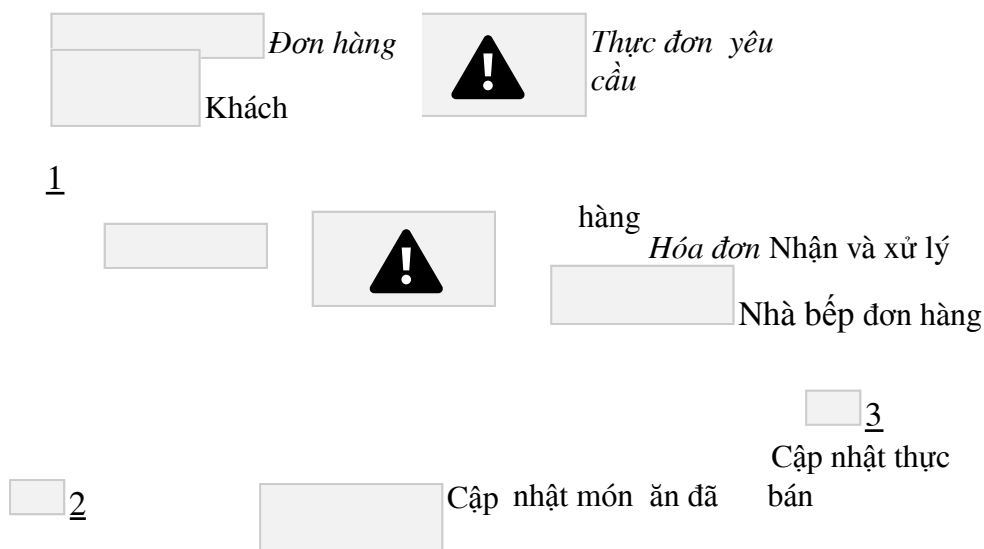 Đơn hàng
Thực đơn yêu
cầu
Khách
1
hàng
Hóa đơn Nhận và xử lý
Nhà bếp đơn hàng
3
Cập nhật thực
2
Cập nhật món ăn đã bán